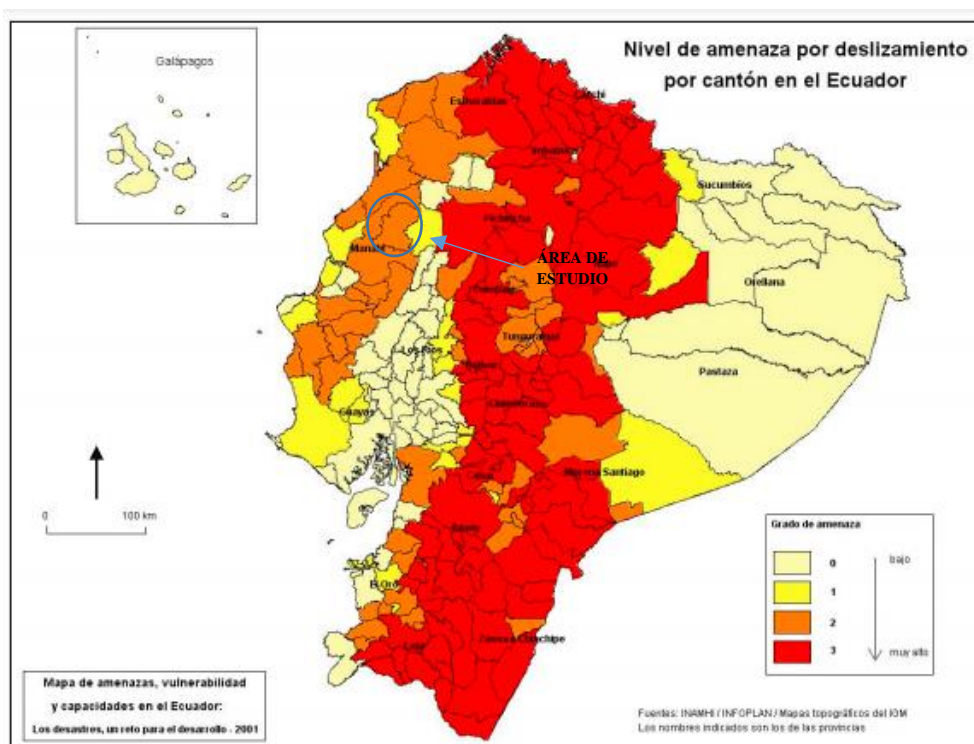 Nivel de amenaza por deslizamiento
por cantón en el Ecuador
Galápagos
Esmeraldas
Carchi
Imbabura
Sucumbios
Pichincha
Manabí
ÁREA DE
ESTUDIO
Napo
Orellana
Cotopaxi
Tungurahua
Los Ríos
Bolívar
Pastaza
Chimborazo
Guayas
Cañar
Morona Santiago
Azuay
El Oro
Loja
Zamora Chinchipe
0 100 km
Grado de amenaza
0 bajo
1
2
3 muy alto
Mapa de amenazas, vulnerabilidad
y capacidades en el Ecuador:
Los desastres, un reto para el desarrollo - 2001
Fuentes: INAMHI / INFOPLAN / Mapas topográficos del IGM
Los nombres indicados son los de las provincias